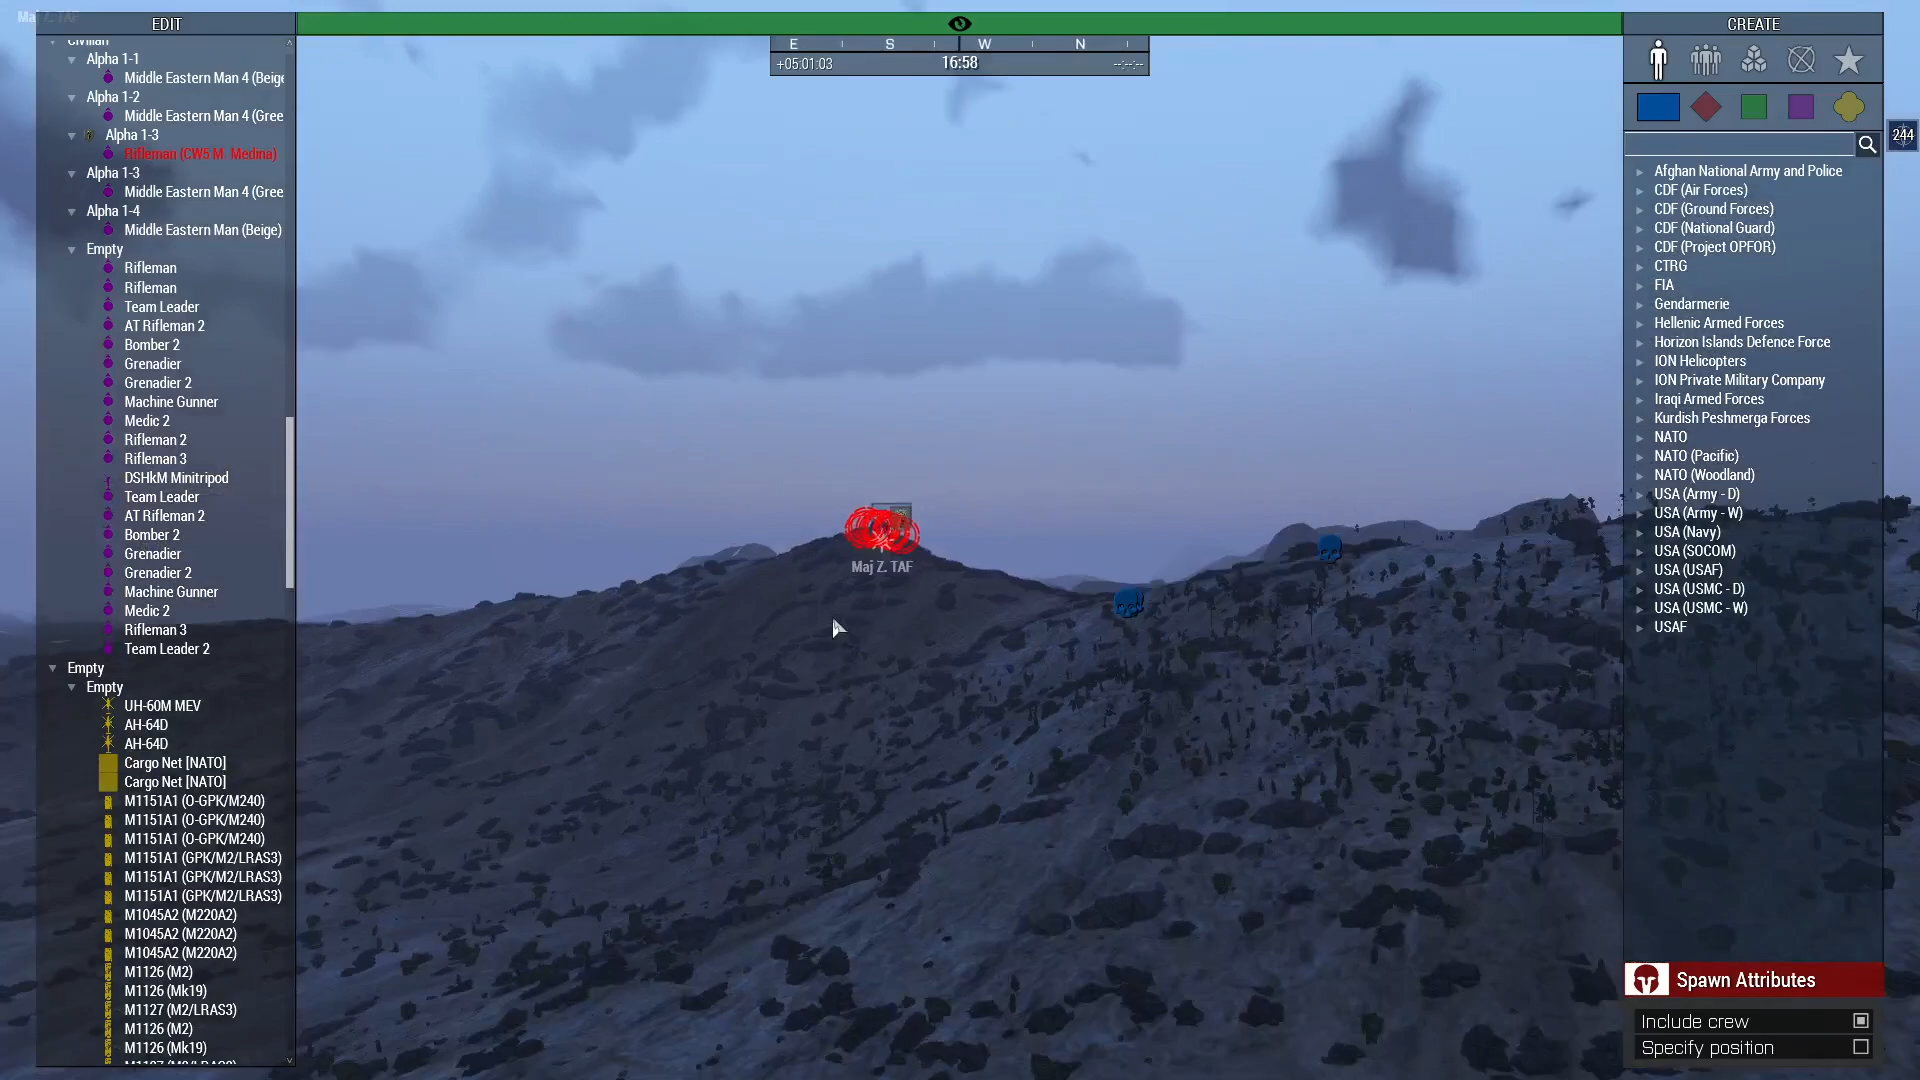 Maj Z. TAF
EDIT
Civilian
Alpha 1-1
Middle Eastern Man 4 (Beige
Alpha 1-2
Middle Eastern Man 4 (Gree
Alpha 1-3
Rifleman (CW5 M. Medina)
Alpha 1-3
Middle Eastern Man 4 (Gree
Alpha 1-4
Middle Eastern Man (Beige)
Empty
Rifleman
Rifleman
Team Leader
AT Rifleman 2
Bomber 2
Grenadier
Grenadier 2
Machine Gunner
Medic 2
Rifleman 2
Rifleman 3
DSHkM Minitripod
Team Leader
AT Rifleman 2
Bomber 2
Grenadier
Grenadier 2
Machine Gunner
Medic 2
Rifleman 3
Team Leader 2
Empty
Empty
UH-60M MEV
AH-64D
AH-64D
Cargo Net [NATO]
Cargo Net [NATO]
M1151A1 (O-GPK/M240)
M1151A1 (O-GPK/M240)
M1151A1 (O-GPK/M240)
M1151A1 (GPK/M2/LRAS3)
M1151A1 (GPK/M2/LRAS3)
M1151A1 (GPK/M2/LRAS3)
M1045A2 (M220A2)
M1045A2 (M220A2)
M1045A2 (M220A2)
M1126 (M2)
M1126 (Mk19)
M1127 (M2/LRAS3)
M1126 (M2)
M1126 (Mk19)
M1127 (M2/LRAS3)
E S W N
+05:01:03 16:58 --:--:--
Maj Z. TAF
CREATE
244
Afghan National Army and Police
CDF (Air Forces)
CDF (Ground Forces)
CDF (National Guard)
CDF (Project OPFOR)
CTRG
FIA
Gendarmerie
Hellenic Armed Forces
Horizon Islands Defence Force
ION Helicopters
ION Private Military Company
Iraqi Armed Forces
Kurdish Peshmerga Forces
NATO
NATO (Pacific)
NATO (Woodland)
USA (Army - D)
USA (Army - W)
USA (Navy)
USA (SOCOM)
USA (USAF)
USA (USMC - D)
USA (USMC - W)
USAF
Spawn Attributes
Include crew
Specify position